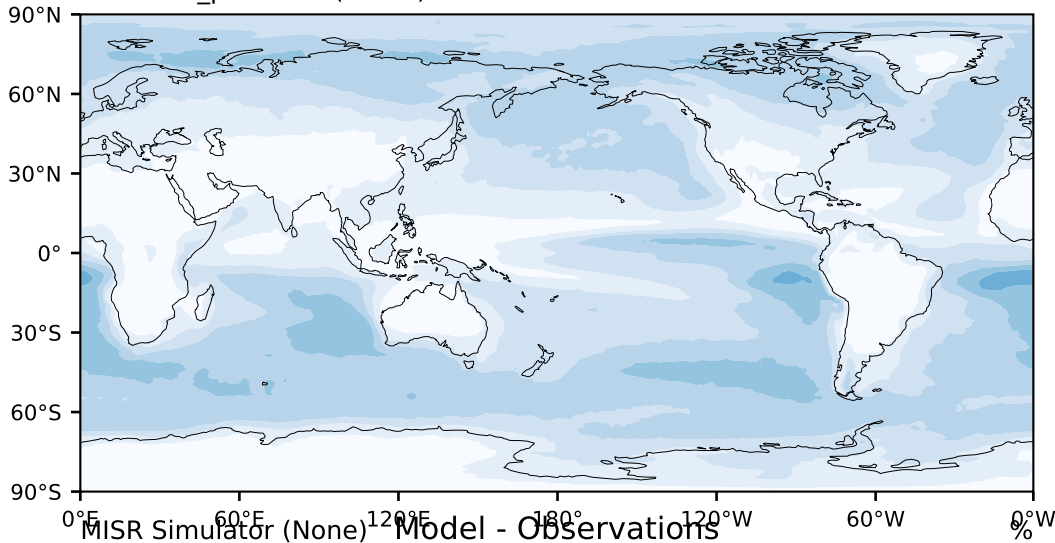 90°N
60°N
30°N
0°
30°S
60°S
90°S
0°E 60°E 120°E 180° 120°W 60°W 0°W
MISR Simulator (None) Model - Observations %